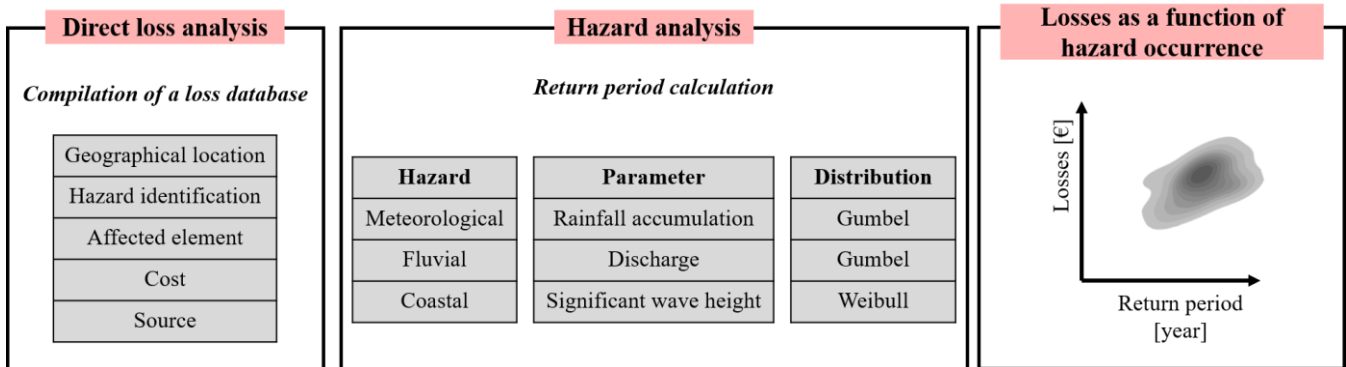 Direct loss analysis
Compilation of a loss database
Geographical location
Hazard identification
Affected element
Cost
Source
Hazard analysis
Return period calculation
Hazard
Parameter
Distribution
Meteorological
Rainfall accumulation
Gumbel
Fluvial
Discharge
Gumbel
Coastal
Significant wave height
Weibull
Losses as a function of
hazard occurrence
Losses [€]
Return period
[year]